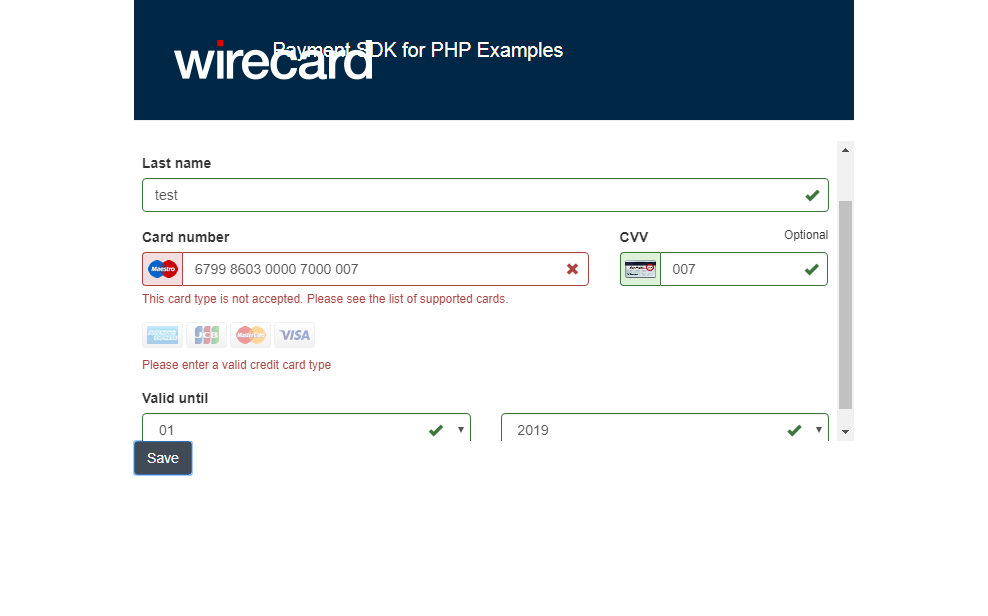 Payment SDK for PHP Examples
wirecard
Last name
test
Card number
CVV
Optional
Maestro
6799 8603 0000 7000 007
007
This card type is not accepted. Please see the list of supported cards.
JCB
MasterCard
VISA
Please enter a valid credit card type
Valid until
01
2019
Save